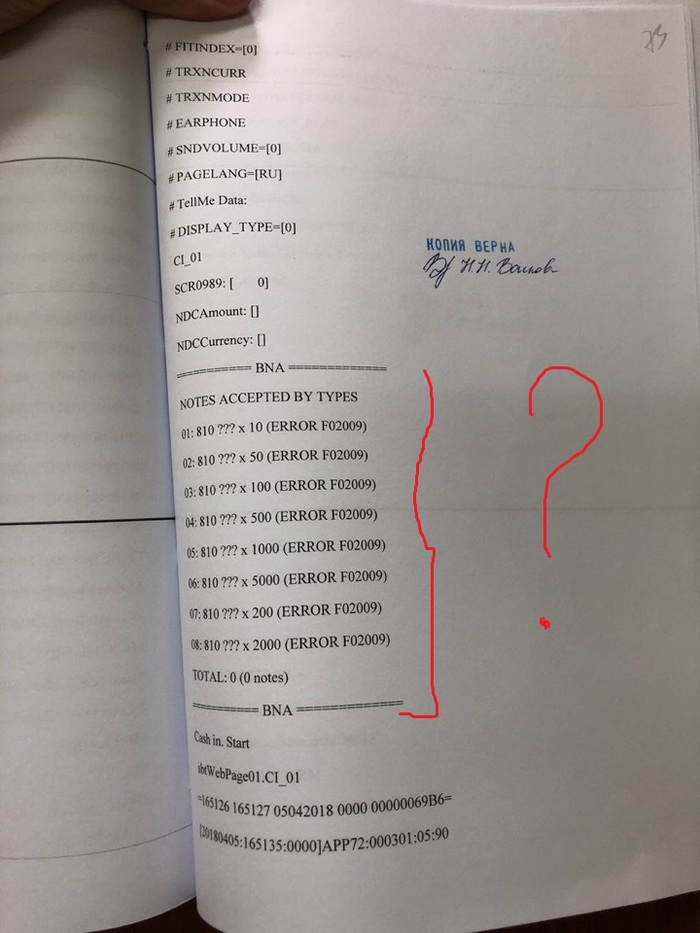 # FITINDEX=[0]
# TRXNCURR
# TRXNMODE
# EARPHONE
# SNDVOLUME=[0]
# PAGELANG=[RU]
# TellMe Data:
# DISPLAY_TYPE=[0]
КОПИЯ ВЕРНА
CI_01
SCR0989: [ 0]
NDCAmount: []
NDCCurrency: []
========= BNA ============
NOTES ACCEPTED BY TYPES
01: 810 ??? x 10 (ERROR F02009)
02: 810 ??? x 50 (ERROR F02009)
03: 810 ??? x 100 (ERROR F02009)
04: 810 ??? x 500 (ERROR F02009)
05: 810 ??? x 1000 (ERROR F02009)
06: 810 ??? x 5000 (ERROR F02009)
07: 810 ??? x 200 (ERROR F02009)
08: 810 ??? x 2000 (ERROR F02009)
?
TOTAL: 0 (0 notes)
========= BNA ============
Cash in. Start
sbtWebPage01.CI_01
=165126 165127 05042018 0000 00000069B6=
[20180405:165135:0000]APP72:000301:05:90